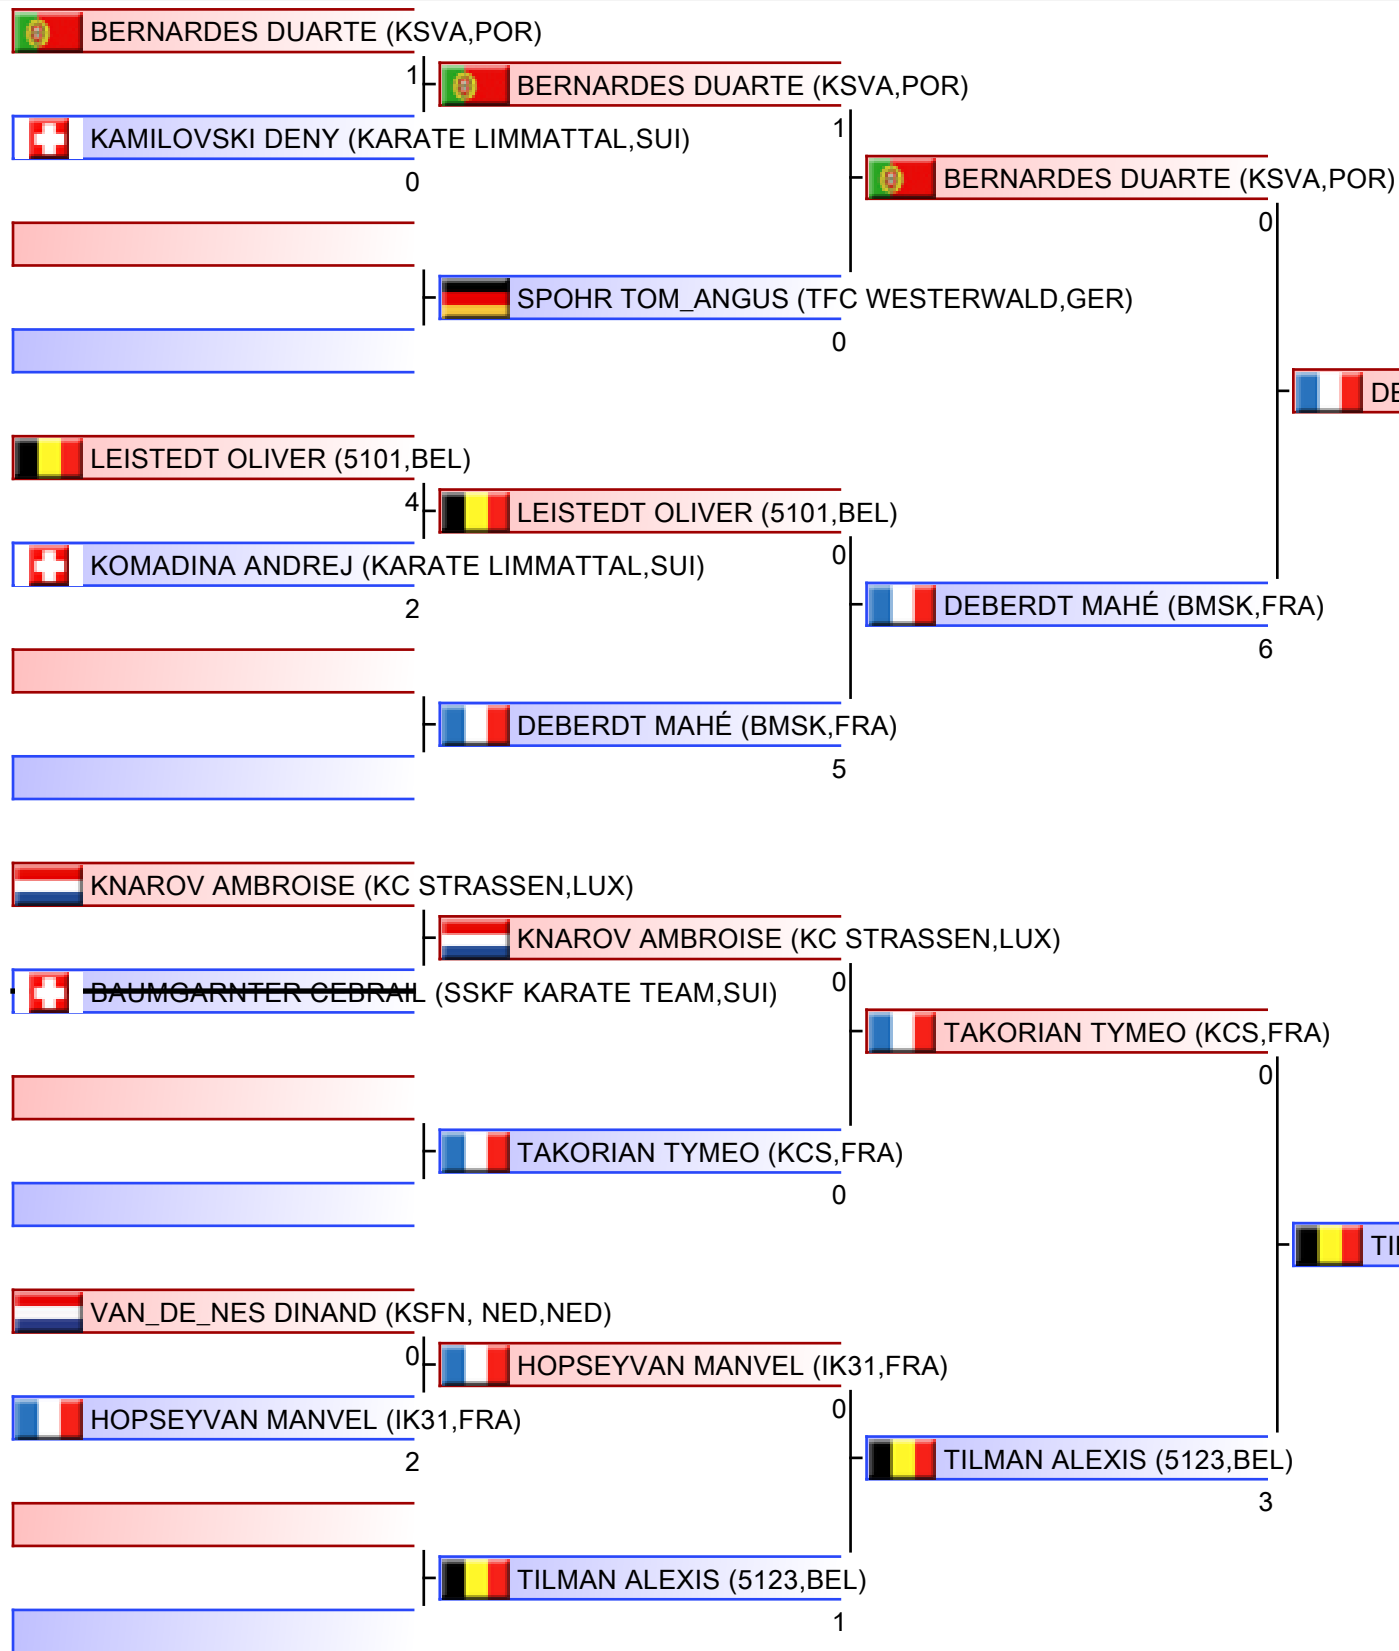 BERNARDES DUARTE (KSVA,POR)
1
BERNARDES DUARTE (KSVA,POR)
KAMILOVSKI DENY (KARATE LIMMATTAL,SUI)
0
1
BERNARDES DUARTE (KSVA,POR)
0
SPOHR TOM_ANGUS (TFC WESTERWALD,GER)
0
DE
LEISTEDT OLIVER (5101,BEL)
4
LEISTEDT OLIVER (5101,BEL)
KOMADINA ANDREJ (KARATE LIMMATTAL,SUI)
2
0
DEBERDT MAHÉ (BMSK,FRA)
6
DEBERDT MAHÉ (BMSK,FRA)
5
KNAROV AMBROISE (KC STRASSEN,LUX)
KNAROV AMBROISE (KC STRASSEN,LUX)
BAUMGARNTER CEBRAIL (SSKF KARATE TEAM,SUI)
0
TAKORIAN TYMEO (KCS,FRA)
0
TAKORIAN TYMEO (KCS,FRA)
0
TIL
VAN_DE_NES DINAND (KSFN, NED,NED)
0
HOPSEYVAN MANVEL (IK31,FRA)
HOPSEYVAN MANVEL (IK31,FRA)
2
0
TILMAN ALEXIS (5123,BEL)
3
TILMAN ALEXIS (5123,BEL)
1